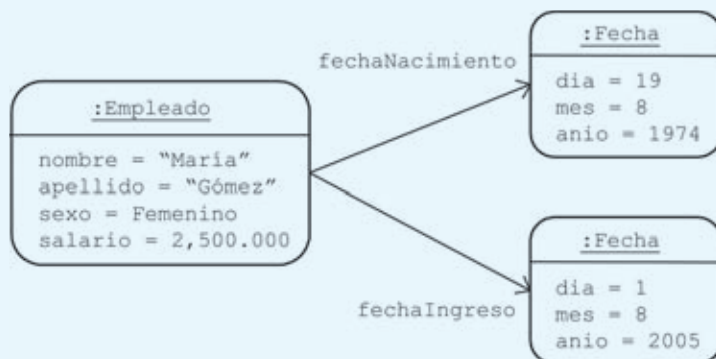 :Empleado
nombre = “María”
apellido = “Gómez”
sexo = Femenino
salario = 2,500.000
fechaNacimiento
:Fecha
dia = 19
mes = 8
anio = 1974
fechaIngreso
:Fecha
dia = 1
mes = 8
anio = 2005